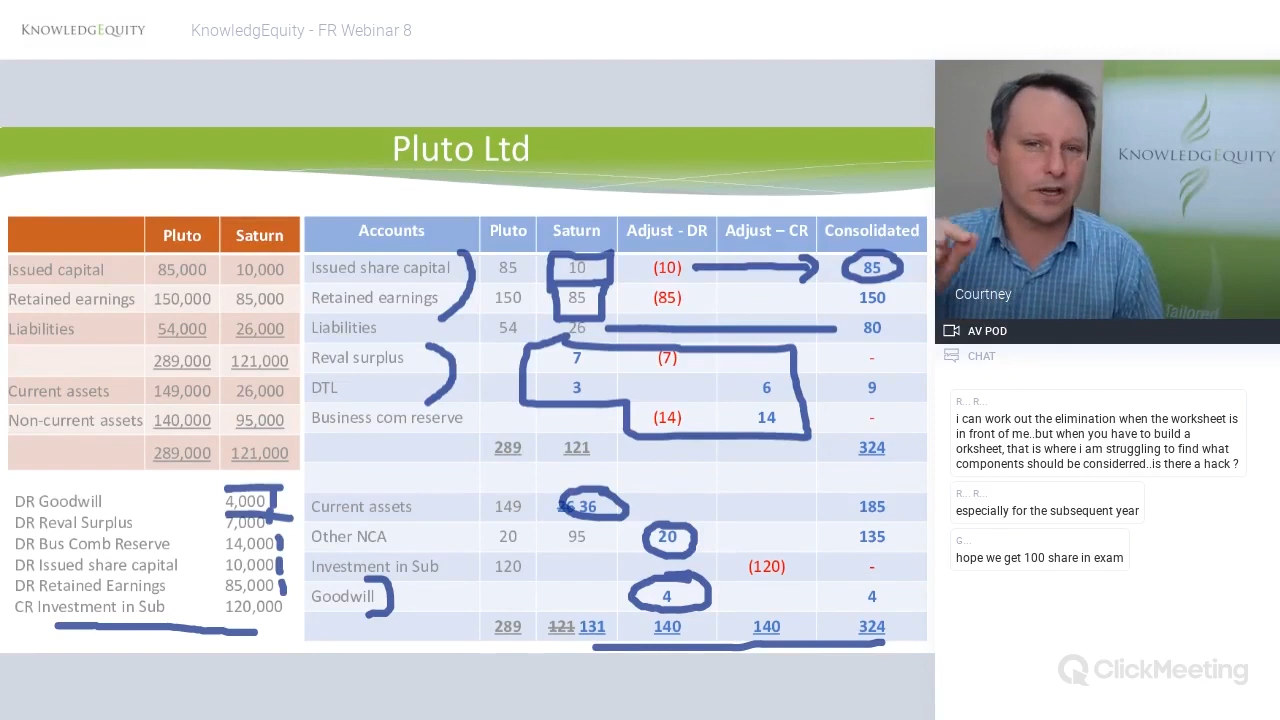 KNOWLEDGEQUITY
KnowledgEquity - FR Webinar 8
Pluto Ltd
Pluto Saturn
Issued capital 85,000 10,000
Retained earnings 150,000 85,000
Liabilities 54,000 26,000
289,000 121,000
Current assets 149,000 26,000
Non-current assets 140,000 95,000
289,000 121,000
DR Goodwill 4,000
DR Reval Surplus 7,000
DR Bus Comb Reserve 14,000
DR Issued share capital 10,000
DR Retained Earnings 85,000
CR Investment in Sub 120,000
Accounts Pluto Saturn Adjust - DR Adjust – CR Consolidated
Issued share capital 85 10 (10) 85
Retained earnings 150 85 (85) 150
Liabilities 54 26 80
Reval surplus 7 (7) -
DTL 3 6 9
Business com reserve (14) 14 -
289 121 324
Current assets 149 26 36 185
Other NCA 20 95 20 135
Investment in Sub 120 (120) -
Goodwill 4 4
289 121 131 140 140 324
KNOWLEDGEQUITY
Tailored
Courtney
AV POD
CHAT
R... R...
i can work out the elimination when the worksheet is
in front of me..but when you have to build a
orksheet, that is where i am struggling to find what
components should be considerred..is there a hack ?
R... R...
especially for the subsequent year
G...
hope we get 100 share in exam
ClickMeeting